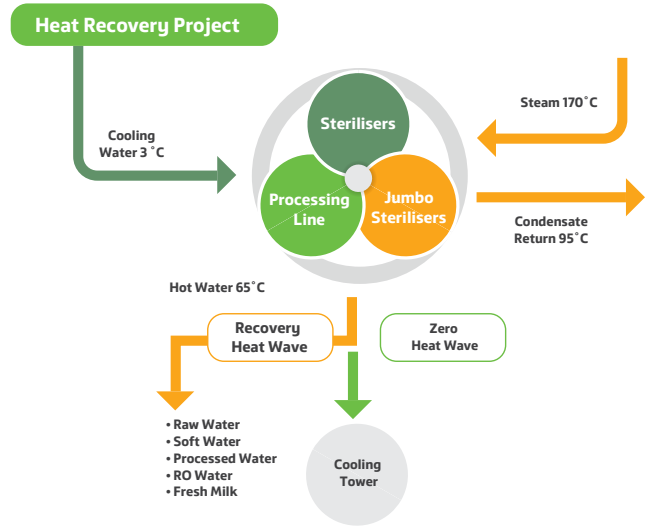 Heat Recovery Project
Cooling
Water 3 ˚C
Sterilisers
Steam 170˚C
Processing
Line
Jumbo
Sterilisers
Condensate
Return 95˚C
Hot Water 65˚C
Recovery
Heat Wave
Zero
Heat Wave
• Raw Water
• Soft Water
• Processed Water
• RO Water
• Fresh Milk
Cooling
Tower